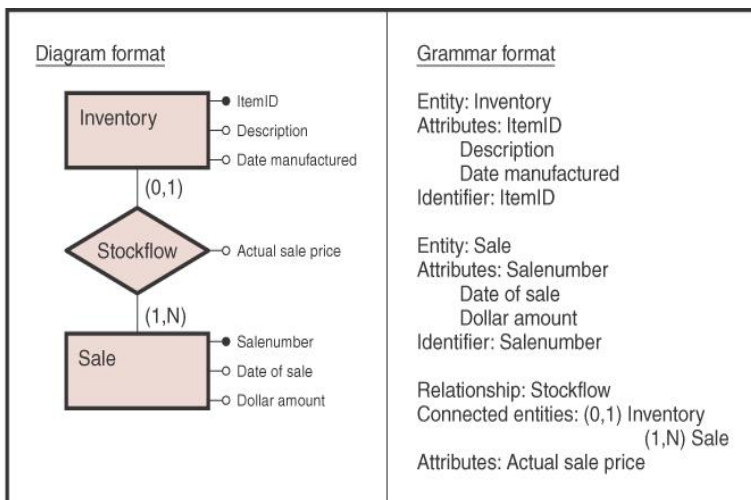 Diagram format
Inventory
ItemID
Description
Date manufactured
(0,1)
Stockflow
Actual sale price
(1,N)
Sale
Salenumber
Date of sale
Dollar amount
Grammar format
Entity: Inventory
Attributes: ItemID
Description
Date manufactured
Identifier: ItemID
Entity: Sale
Attributes: Salenumber
Date of sale
Dollar amount
Identifier: Salenumber
Relationship: Stockflow
Connected entities: (0,1) Inventory
(1,N) Sale
Attributes: Actual sale price